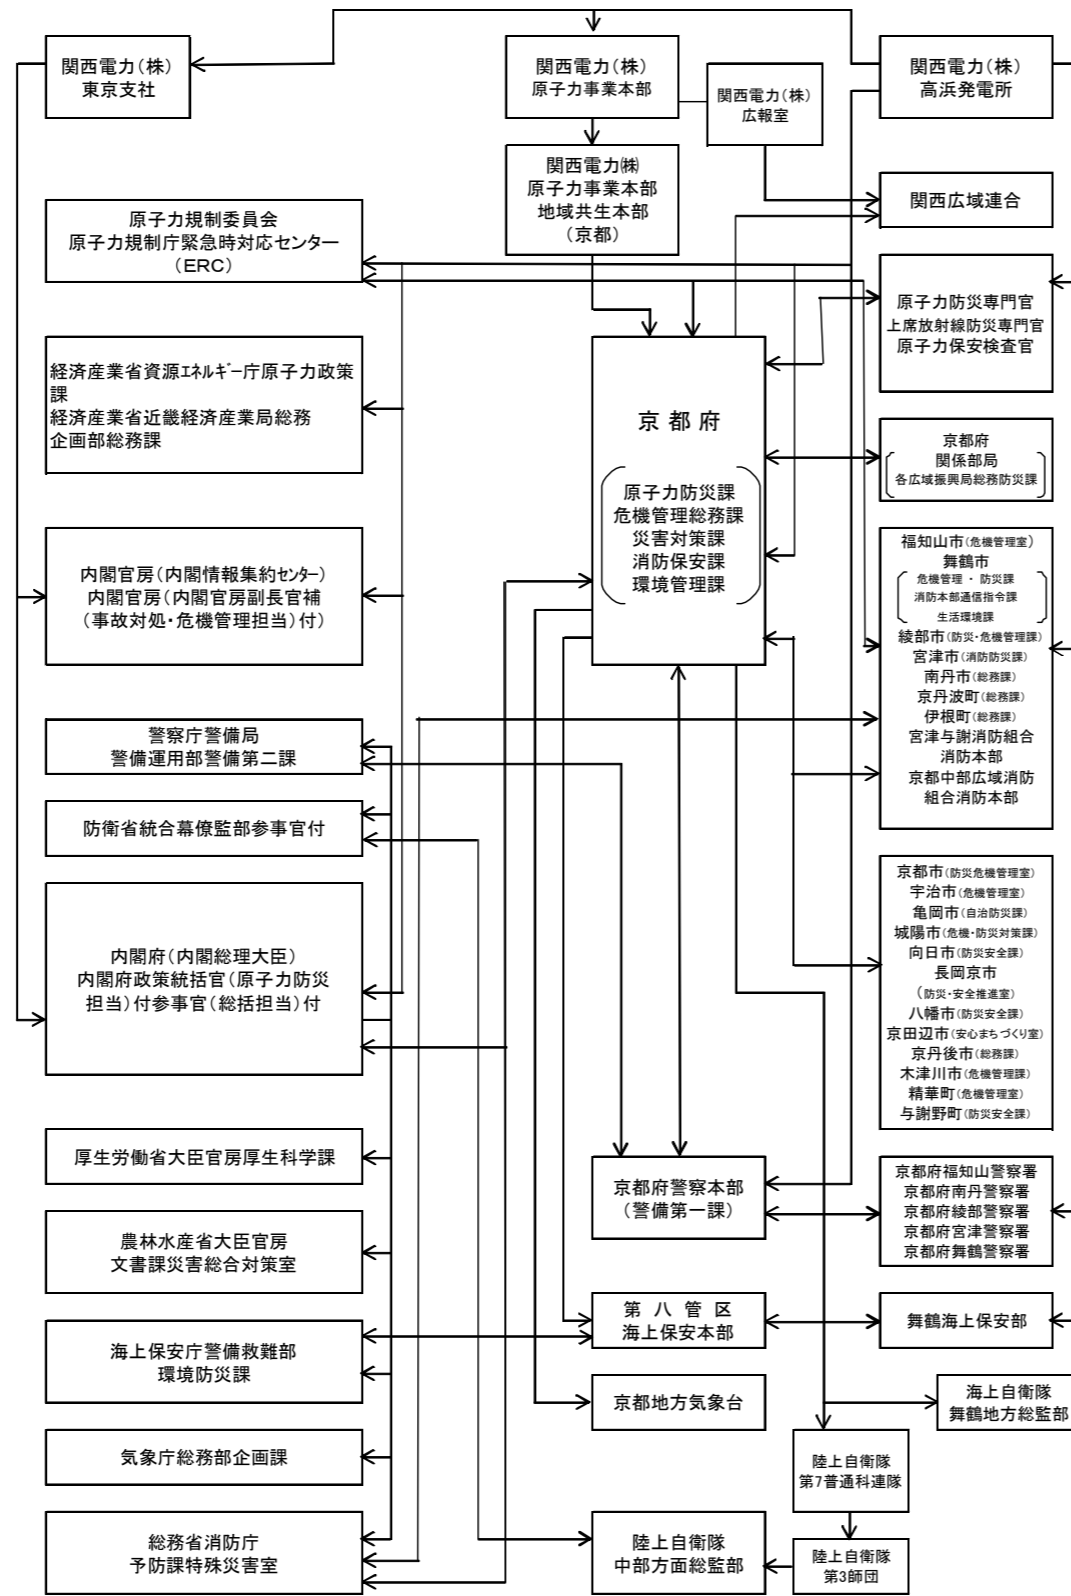 関西電力（株）
東京支社
関西電力（株）
原子力事業本部
関西電力（株）
広報室
関西電力（株）
高浜発電所
関西電力㈱
原子力事業本部
地域共生本部
（京都）
関西広域連合
原子力規制委員会
原子力規制庁緊急時対応センター
（ERC）
原子力防災専門官
上席放射線防災専門官
原子力保安検査官
経済産業省資源エネルギー庁原子力政策
課
経済産業省近畿経済産業局総務
企画部総務課
京都府
原子力防災課
危機管理総務課
災害対策課
消防保安課
環境管理課
京都府
関係部局
各広域振興局総務防災課
内閣官房（内閣情報集約センター）
内閣官房（内閣官房副長官補
（事故対処・危機管理担当）付）
福知山市（危機管理室）
舞鶴市
危機管理・防災課
消防本部通信指令課
生活環境課
綾部市（防災・危機管理課）
宮津市（消防防災課）
南丹市（総務課）
京丹波町（総務課）
伊根町（総務課）
宮津与謝消防組合
消防本部
京都中部広域消防
組合消防本部
警察庁警備局
警備運用部警備第二課
防衛省統合幕僚監部参事官付
内閣府（内閣総理大臣）
内閣府政策統括官（原子力防災
担当）付参事官（総括担当）付
京都市（防災危機管理室）
宇治市（危機管理室）
亀岡市（自治防災課）
城陽市（危機・防災対策課）
向日市（防災安全課）
長岡京市
（防災・安全推進室）
八幡市（防災安全課）
京田辺市（安心まちづくり室）
京丹後市（総務課）
木津川市（危機管理課）
精華町（危機管理室）
与謝野町（防災安全課）
厚生労働省大臣官房厚生科学課
京都府警察本部
（警備第一課）
京都府福知山警察署
京都府南丹警察署
京都府綾部警察署
京都府宮津警察署
京都府舞鶴警察署
農林水産省大臣官房
文書課災害総合対策室
海上保安庁警備救難部
環境防災課
第八管区
海上保安本部
舞鶴海上保安部
京都地方気象台
海上自衛隊
舞鶴地方総監部
気象庁総務部企画課
陸上自衛隊
第7普通科連隊
総務省消防庁
予防課特殊災害室
陸上自衛隊
中部方面総監部
陸上自衛隊
第3師団